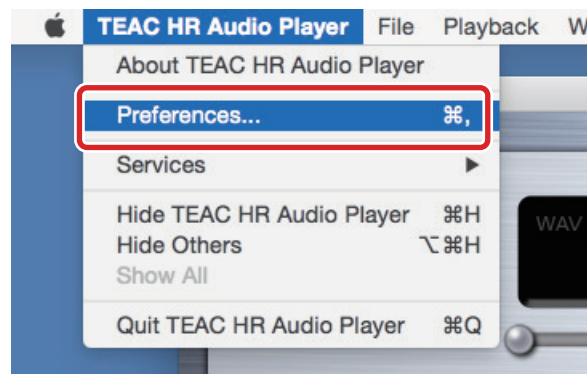 TEAC HR Audio Player File Playback W
About TEAC HR Audio Player
Preferences... ⌘,
Services ▶
Hide TEAC HR Audio Player ⌘H
Hide Others ⌥⌘H
Show All
Quit TEAC HR Audio Player ⌘Q
WAV